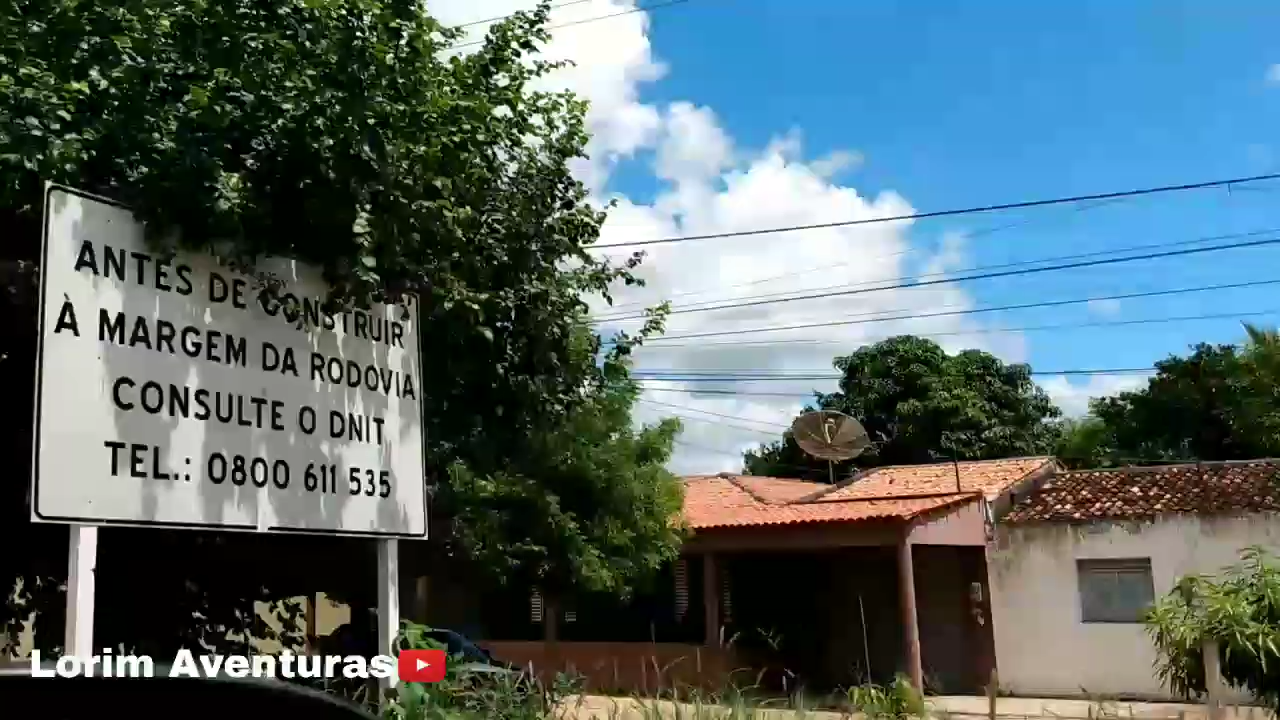 ANTES DE CONSTRUIR
À MARGEM DA RODOVIA
CONSULTE O DNIT
TEL.: 0800 611 535
Lorim Aventuras